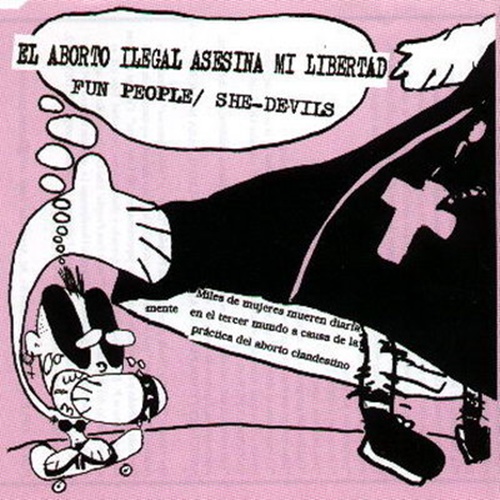 EL ABORTO ILEGAL ASESINA MI LIBERTAD
FUN PEOPLE/ SHE-DEVILS
Miles de mujeres mueren diaria
mente en el tercer mundo a causa de la
práctica del aborto clandestino